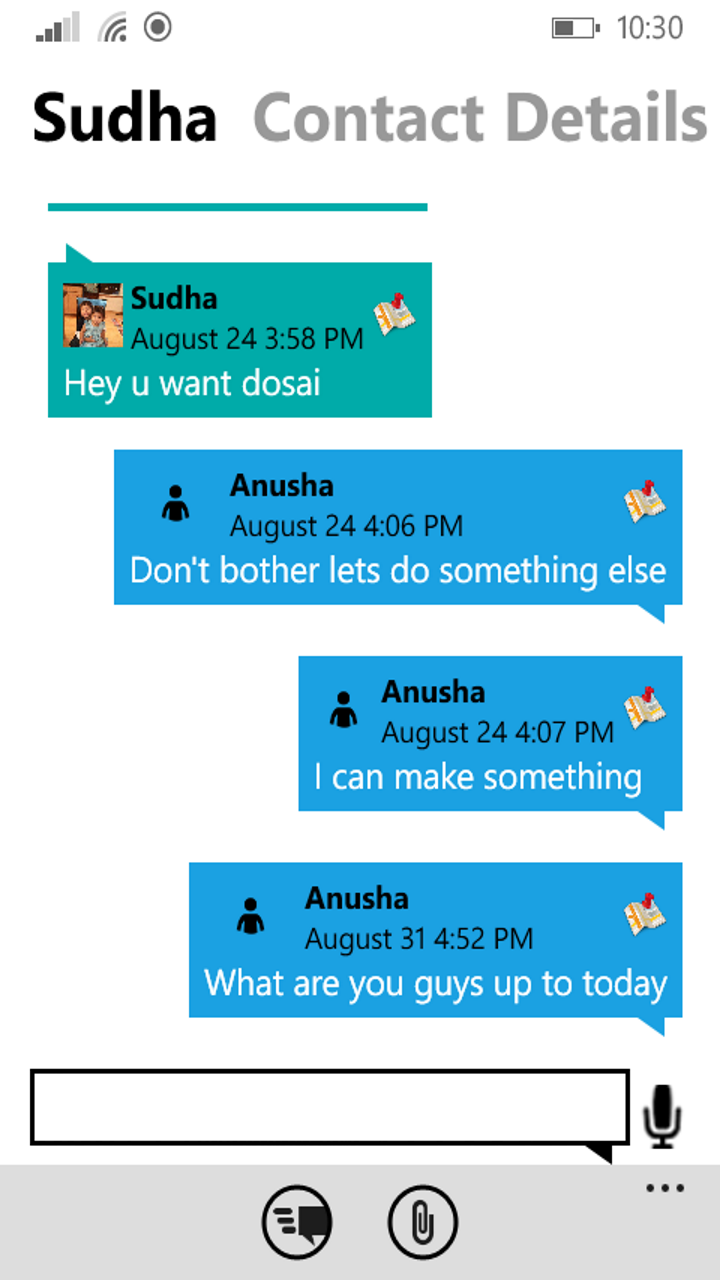 10:30
Sudha Contact Details
Sudha
August 24 3:58 PM
Hey u want dosai
Anusha
August 24 4:06 PM
Don't bother lets do something else
Anusha
August 24 4:07 PM
I can make something
Anusha
August 31 4:52 PM
What are you guys up to today